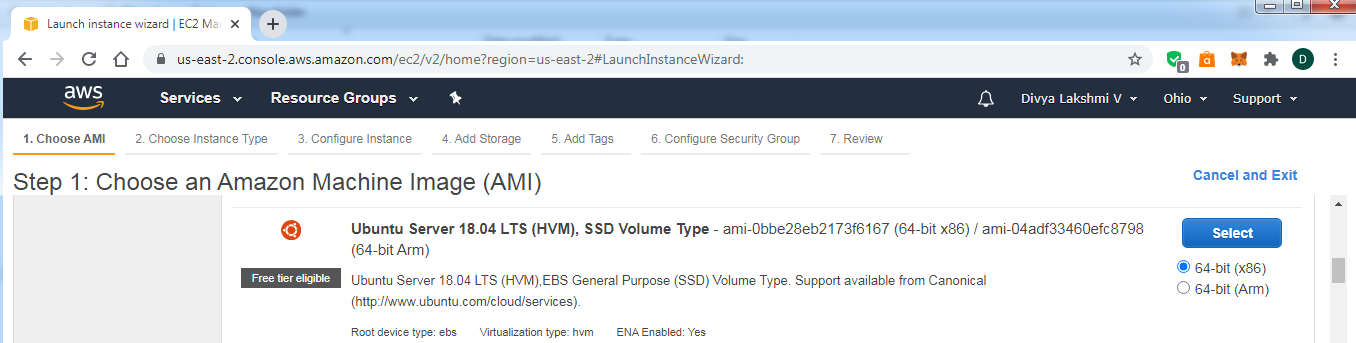 Launch instance wizard | EC2 Ma
us-east-2.console.aws.amazon.com/ec2/v2/home?region=us-east-2#LaunchInstanceWizard:
0
a
D
aws Services Resource Groups Divya Lakshmi V Ohio Support
1. Choose AMI 2. Choose Instance Type 3. Configure Instance 4. Add Storage 5. Add Tags 6. Configure Security Group 7. Review
Step 1: Choose an Amazon Machine Image (AMI) Cancel and Exit
Ubuntu Server 18.04 LTS (HVM), SSD Volume Type - ami-0bbe28eb2173f6167 (64-bit x86) / ami-04adf33460efc8798 Select
(64-bit Arm)
64-bit (x86)
Free tier eligible Ubuntu Server 18.04 LTS (HVM),EBS General Purpose (SSD) Volume Type. Support available from Canonical
64-bit (Arm)
(http://www.ubuntu.com/cloud/services).
Root device type: ebs Virtualization type: hvm ENA Enabled: Yes